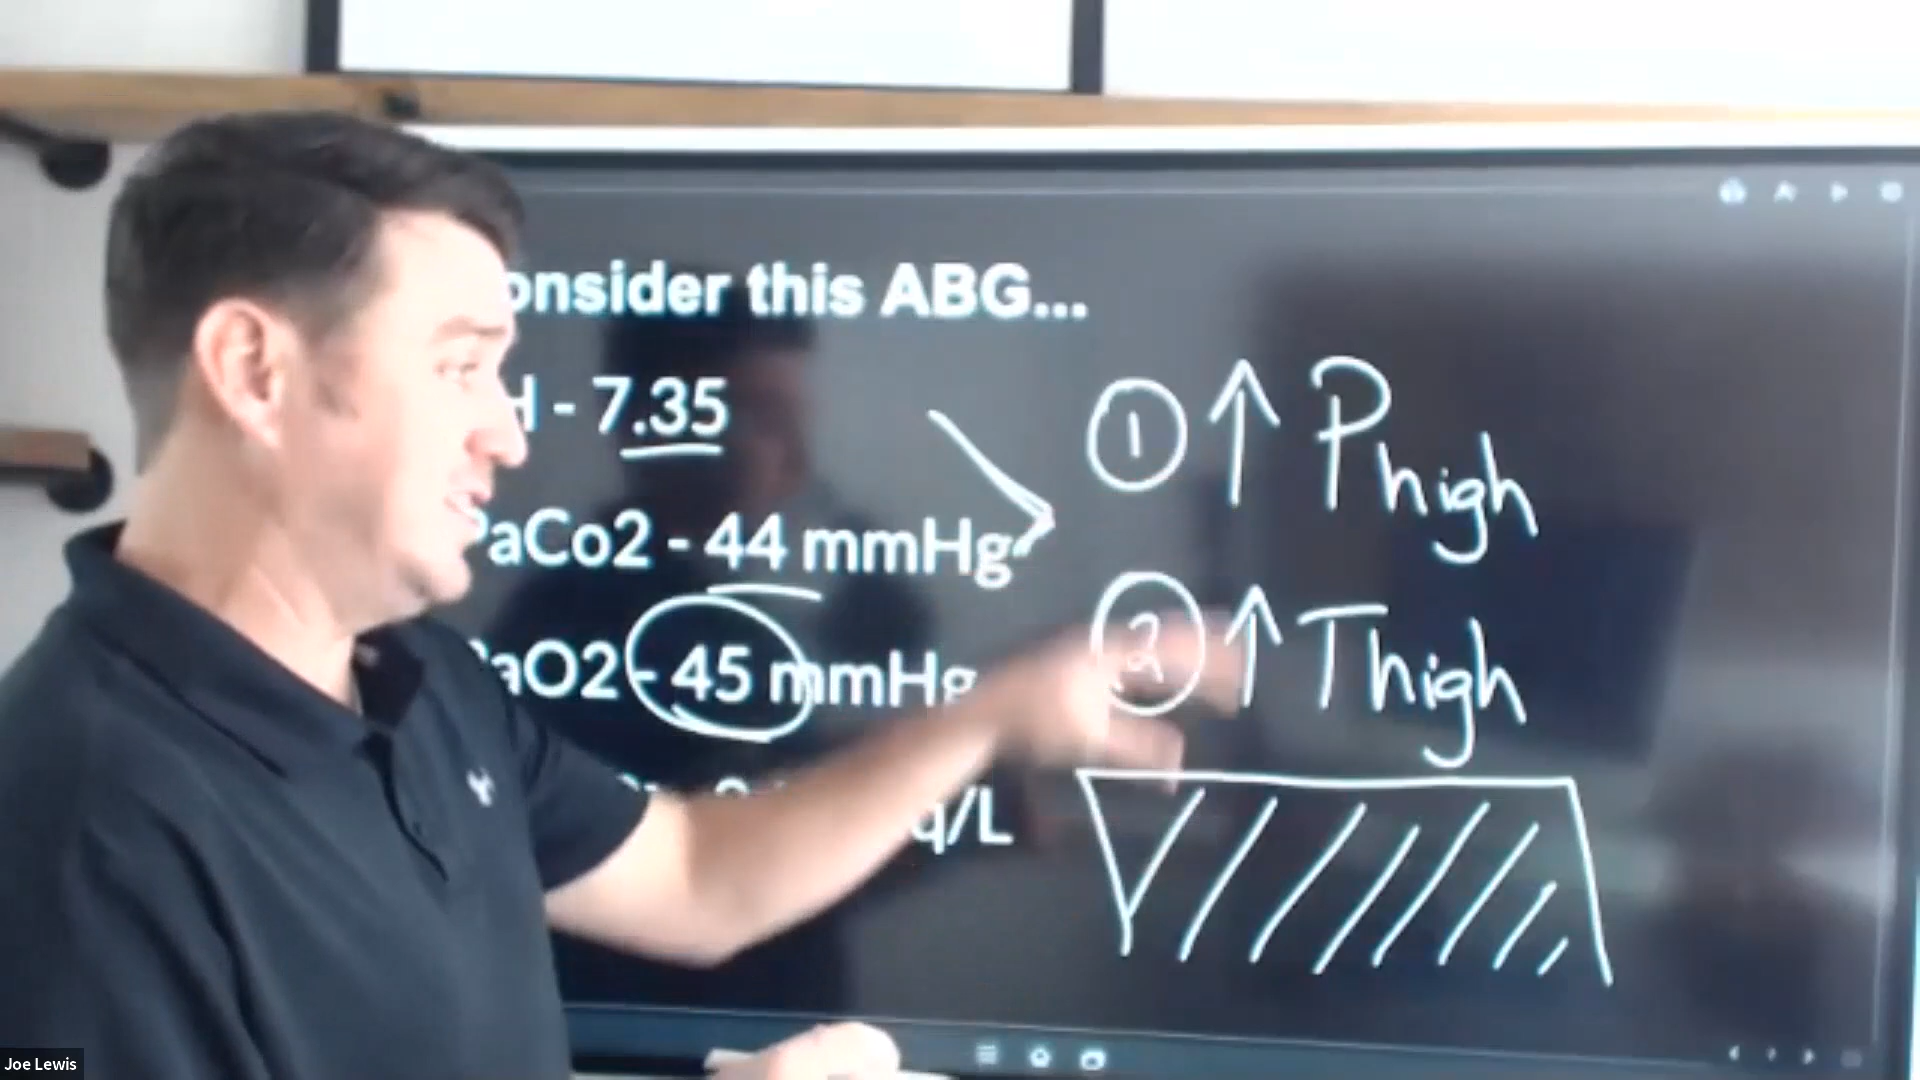 onsider this ABG...
H - 7.35
PaCo2 - 44 mmHg
aO2 - 45 mmHg
q/L
① ↑ Phigh
② ↑ Thigh
Joe Lewis